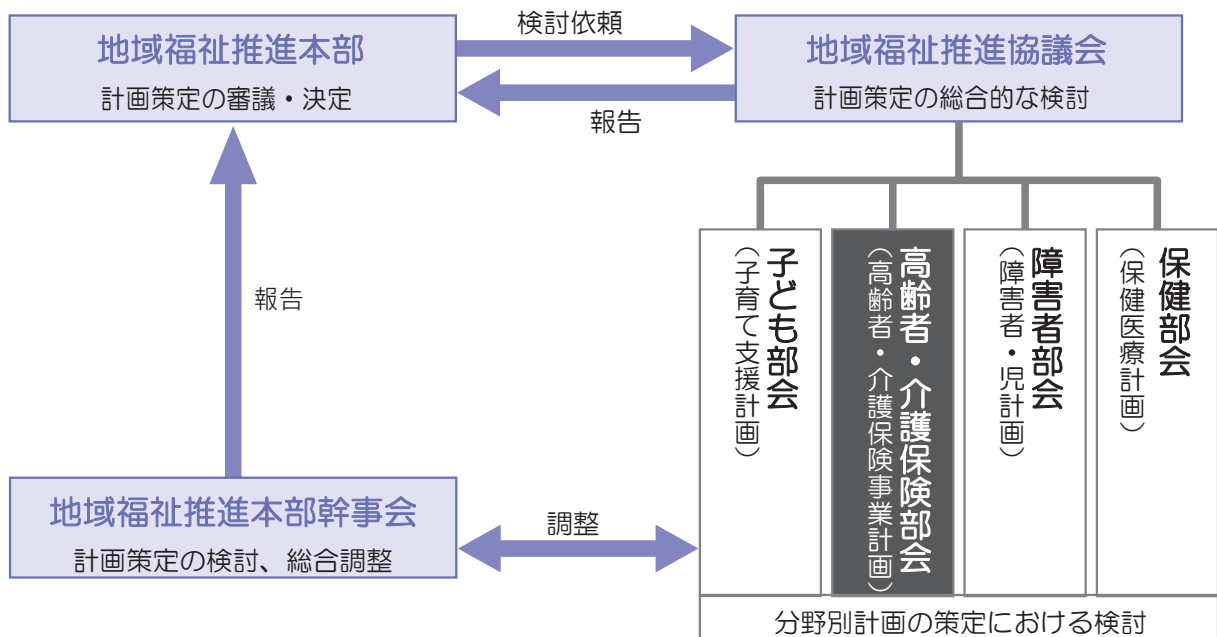 検討依頼
地域福祉推進本部
計画策定の審議・決定
地域福祉推進協議会
計画策定の総合的な検討
報告
報告
子ども部会
（子育て支援計画）
高齢者・介護保険部会
（高齢者・介護保険事業計画）
障害者部会
（障害者・児計画）
保健部会
（保健医療計画）
地域福祉推進本部幹事会
計画策定の検討、総合調整
調整
分野別計画の策定における検討